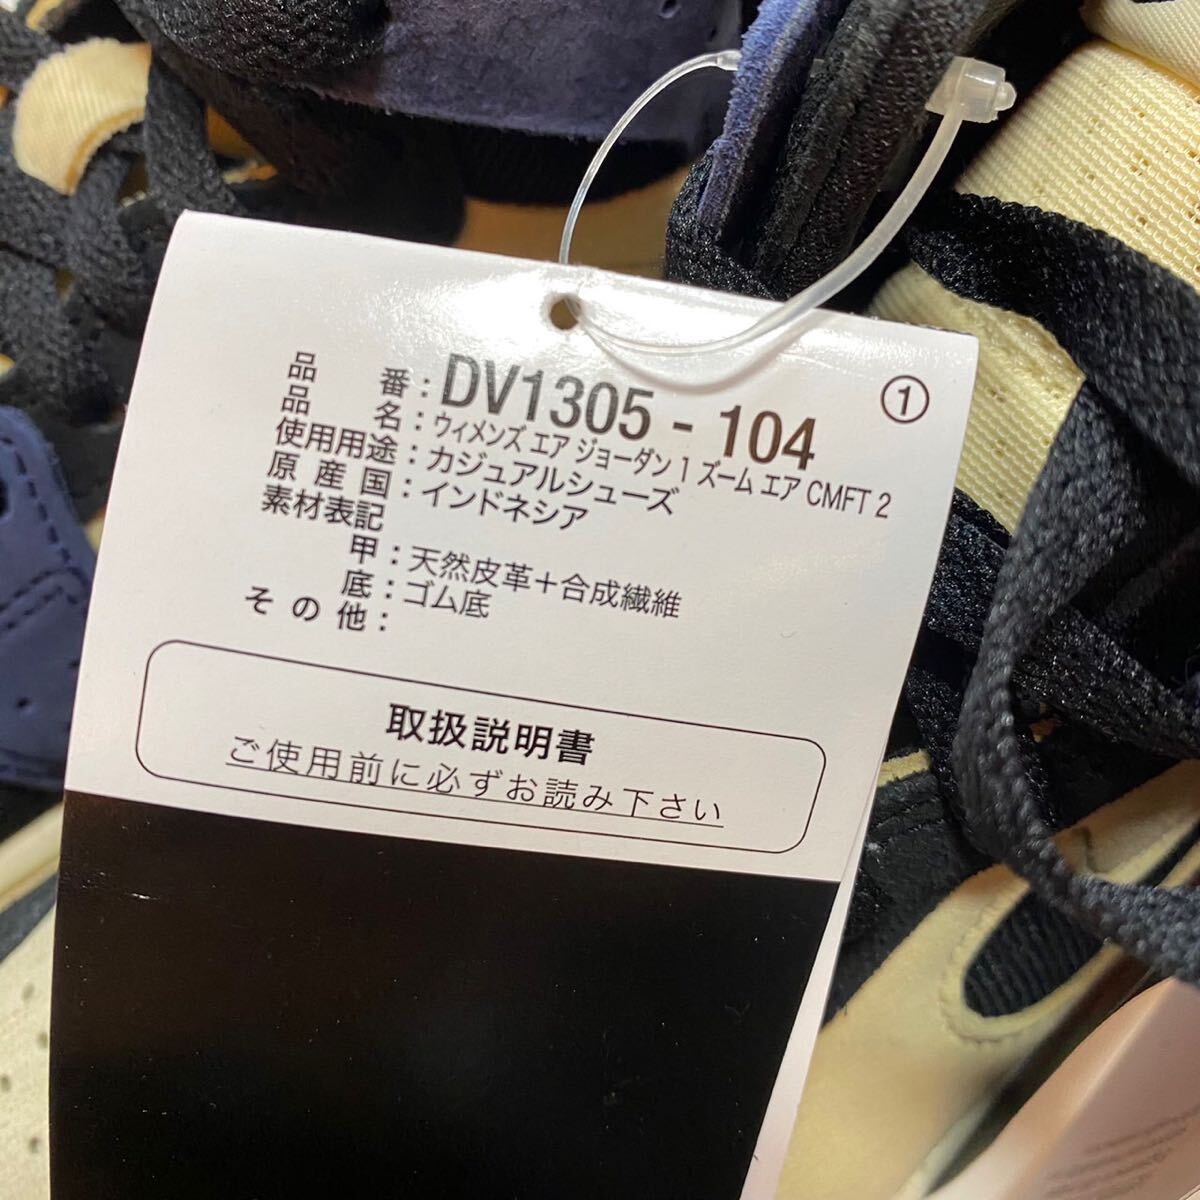 ①
品番：DV1305 - 104
品名：ウィメンズ エア ジョーダン 1 ズーム エア CMFT 2
使用用途：カジュアルシューズ
原産国：インドネシア
素材表記
甲：天然皮革＋合成繊維
底：ゴム底
その他：
取扱説明書
ご使用前に必ずお読み下さい